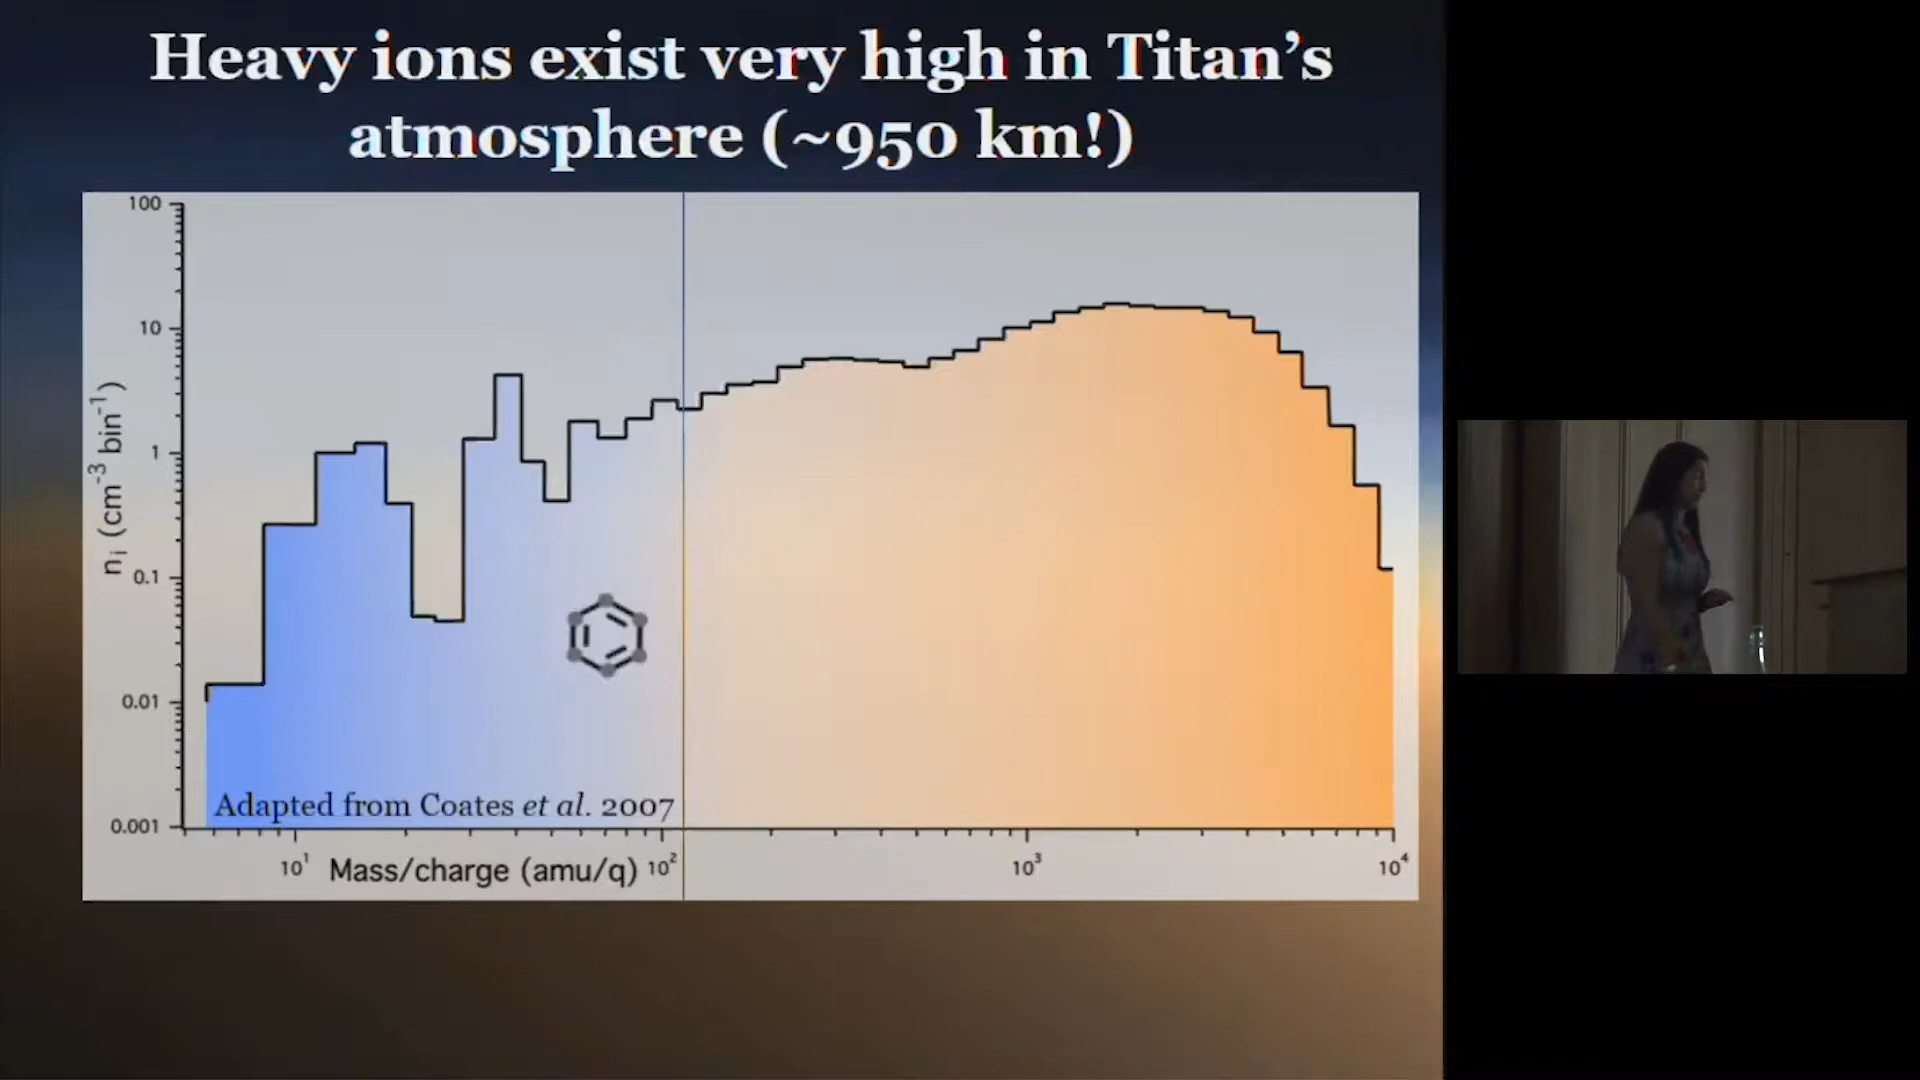 Heavy ions exist very high in Titan’s
atmosphere (~950 km!)
100
10
1
0.1
0.01
0.001
nᵢ (cm⁻³ bin⁻¹)
Adapted from Coates et al. 2007
10¹
Mass/charge (amu/q)
10²
10³
10⁴